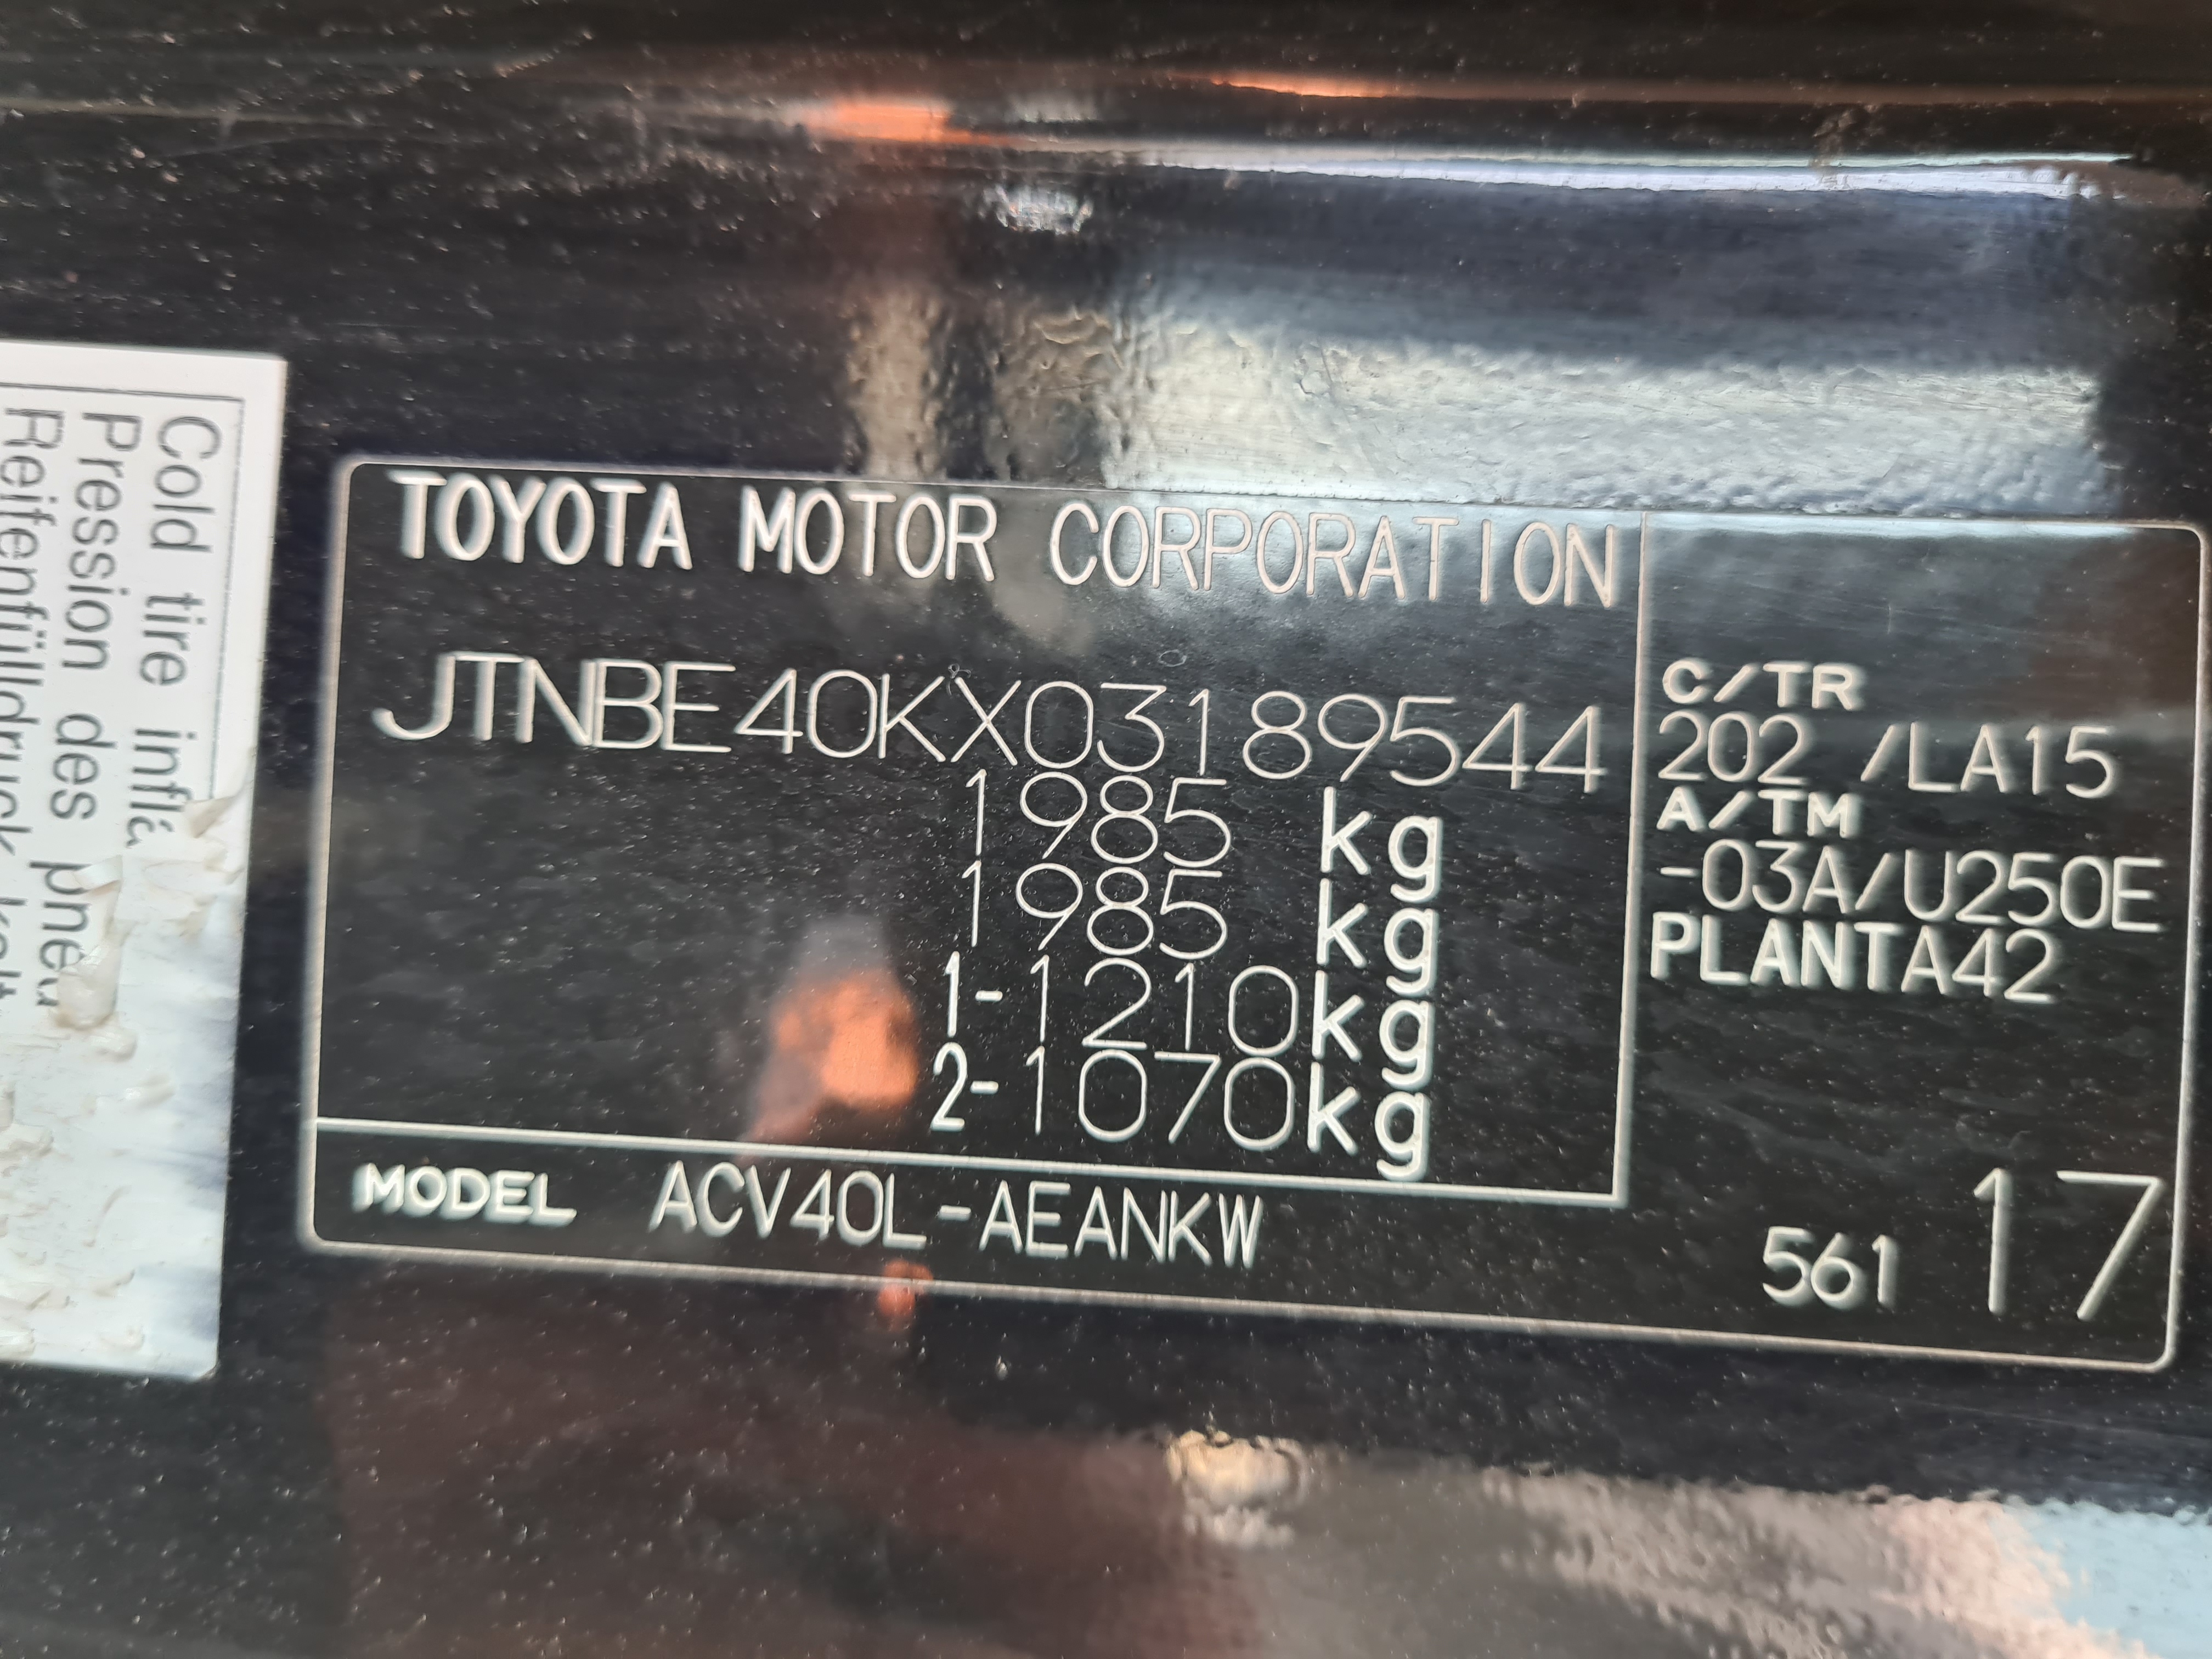 TOYOTA MOTOR CORPORATION
JTNBE40KX03189544
1985 kg
1985 kg
1-1210kg
2-1070kg
MODEL ACV40L-AEANKW
C/TR
202 /LA15
A/TM
-03A/U250E
PLANTA42
561 17
Cold tire infla
Pression des pneu
Reifenfülldruck kalt